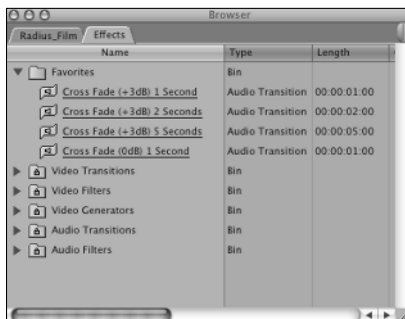 Browser
Radius_Film Effects
Name Type Length
Favorites Bin
Cross Fade (+3dB) 1 Second Audio Transition 00:00:01:00
Cross Fade (+3dB) 2 Seconds Audio Transition 00:00:02:00
Cross Fade (+3dB) 5 Seconds Audio Transition 00:00:05:00
Cross Fade (0dB) 1 Second Audio Transition 00:00:01:00
Video Transitions Bin
Video Filters Bin
Video Generators Bin
Audio Transitions Bin
Audio Filters Bin